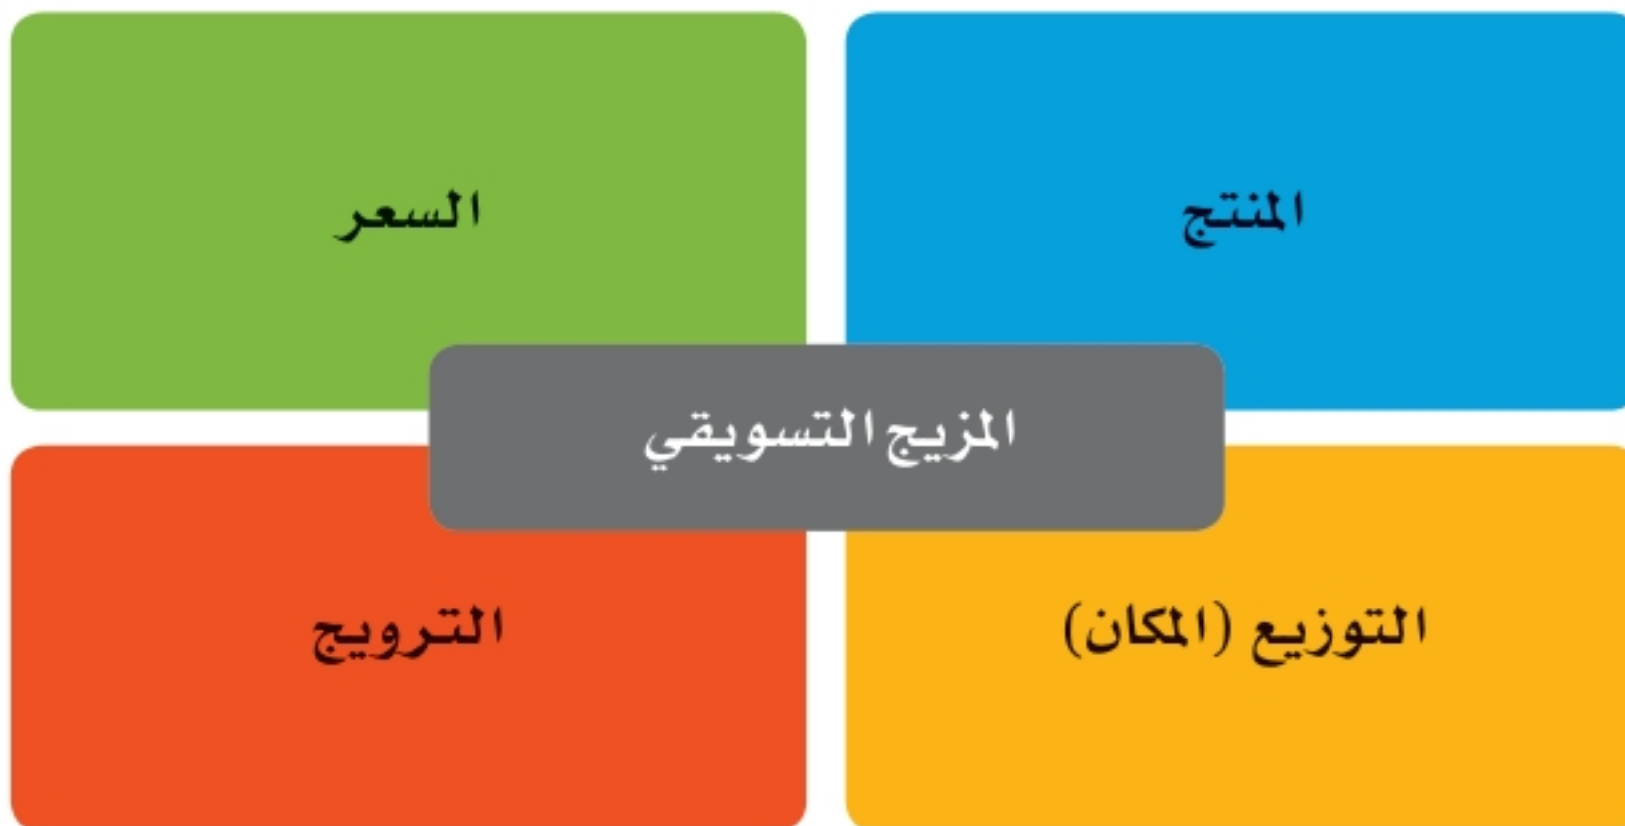 المنتج
السعر
المزيج التسويقي
التوزيع (المكان)
الترويج